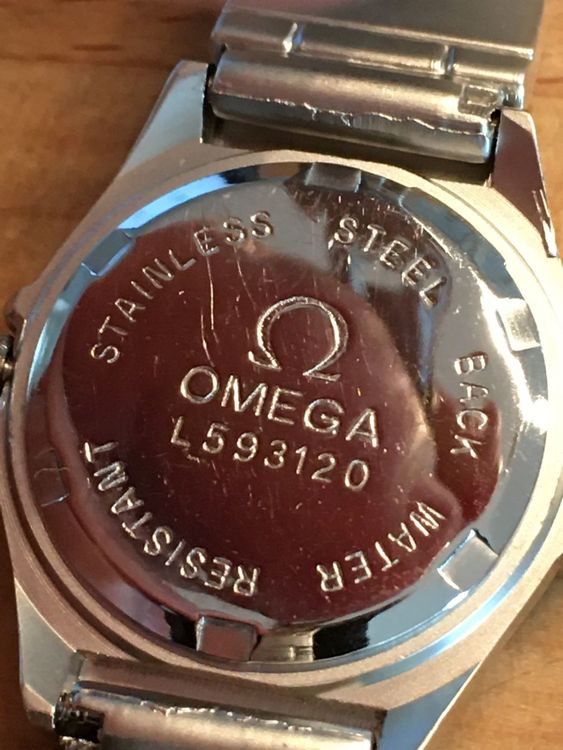 STAINLESS STEEL BACK
Ω
OMEGA
L593120
WATER RESISTANT